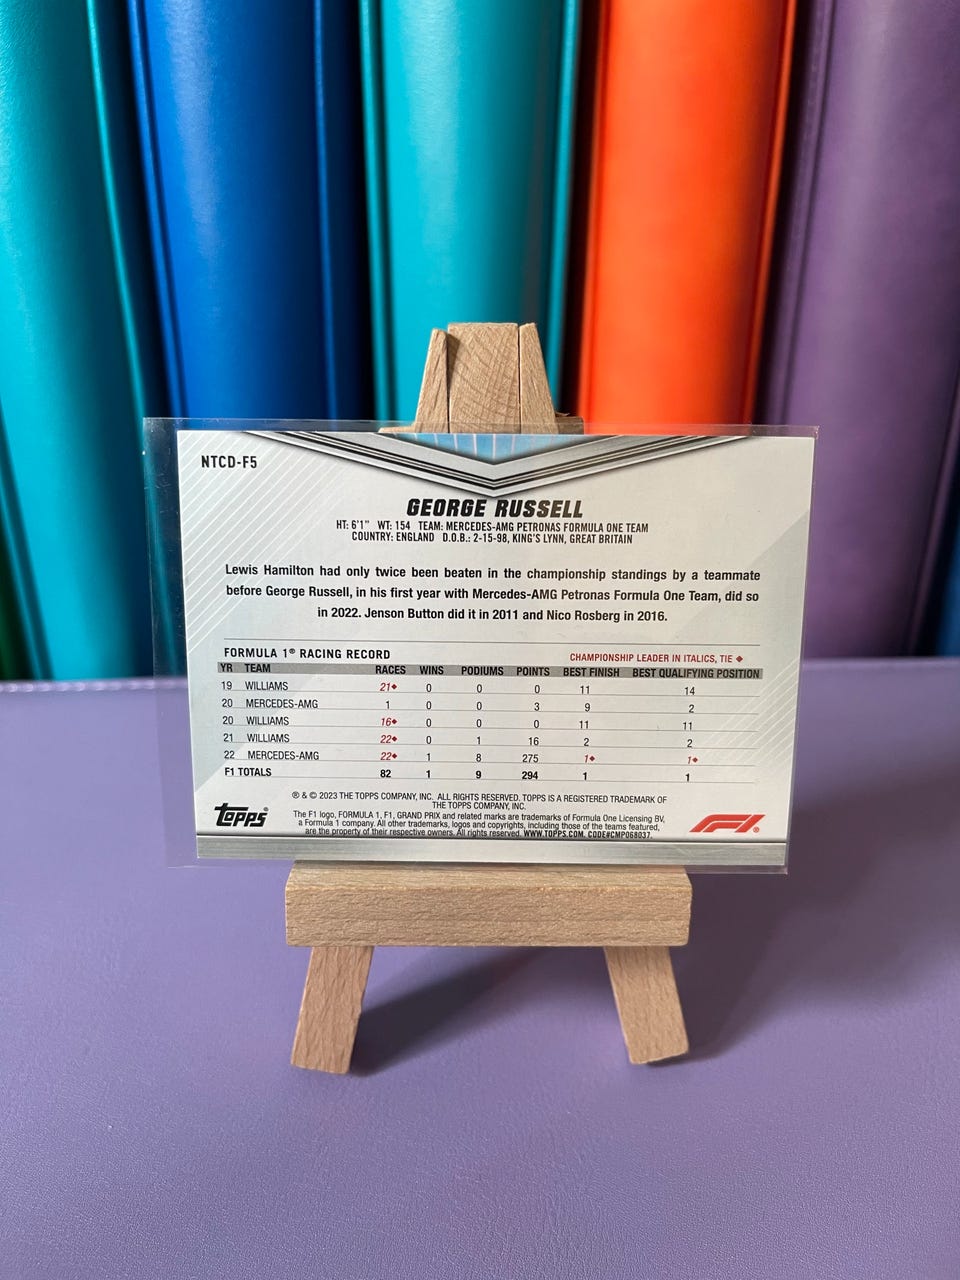 NTCD-F5
GEORGE RUSSELL
HT: 6'1" WT: 154 TEAM: MERCEDES-AMG PETRONAS FORMULA ONE TEAM
COUNTRY: ENGLAND D.O.B.: 2-15-98, KING'S LYNN, GREAT BRITAIN
Lewis Hamilton had only twice been beaten in the championship standings by a teammate
before George Russell, in his first year with Mercedes-AMG Petronas Formula One Team, did so
in 2022. Jenson Button did it in 2011 and Nico Rosberg in 2016.
FORMULA 1® RACING RECORD CHAMPIONSHIP LEADER IN ITALICS, TIE ◆
YR TEAM RACES WINS PODIUMS POINTS BEST FINISH BEST QUALIFYING POSITION
19 WILLIAMS 21◆ 0 0 0 11 14
20 MERCEDES-AMG 1 0 0 3 9 2
20 WILLIAMS 16◆ 0 0 0 11 11
21 WILLIAMS 22◆ 0 1 16 2 2
22 MERCEDES-AMG 22◆ 1 8 275 1◆ 1◆
F1 TOTALS 82 1 9 294 1 1
® & © 2023 THE TOPPS COMPANY, INC. ALL RIGHTS RESERVED. TOPPS IS A REGISTERED TRADEMARK OF
THE TOPPS COMPANY, INC.
The F1 logo, FORMULA 1, F1, GRAND PRIX and related marks are trademarks of Formula One Licensing BV,
a Formula 1 company. All other trademarks, logos and copyrights, including those of the teams featured,
are the property of their respective owners. All rights reserved. WWW.TOPPS.COM. CODE#CMP068037.
Topps®
F1®